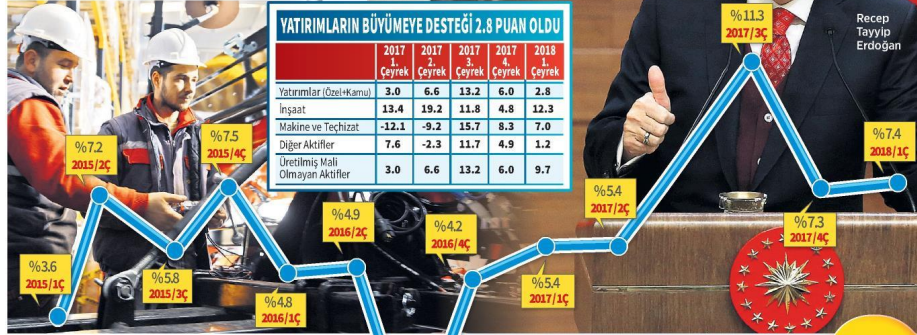 YATIRIMLARIN BÜYÜMEYE DESTEĞİ 2.8 PUAN OLDU
2017 1. Çeyrek 2017 2. Çeyrek 2017 3. Çeyrek 2017 4. Çeyrek 2018 1. Çeyrek
Yatırımlar (Özel+Kamu) 3.0 6.6 13.2 6.0 2.8
İnşaat 13.4 19.2 11.8 4.8 12.3
Makine ve Teçhizat -12.1 -9.2 15.7 8.3 7.0
Diğer Aktifler 7.6 -2.3 11.7 4.9 1.2
Üretilmiş Mali
Olmayan Aktifler 3.0 6.6 13.2 6.0 9.7
Recep
Tayyip
Erdoğan
%3.6
2015/1Ç
%7.2
2015/2Ç
%5.8
2015/3Ç
%7.5
2015/4Ç
%4.8
2016/1Ç
%4.9
2016/2Ç
%4.2
2016/4Ç
%5.4
2017/1Ç
%5.4
2017/2Ç
%11.3
2017/3Ç
%7.3
2017/4Ç
%7.4
2018/1Ç